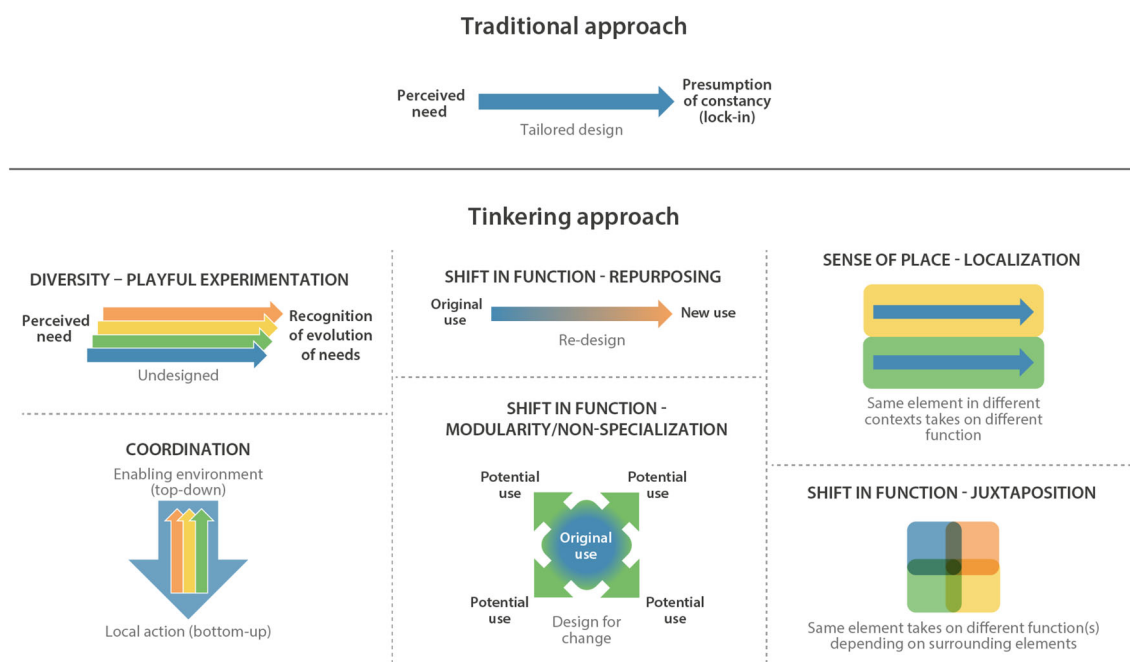 Traditional approach
Perceived
need
Tailored design
Presumption
of constancy
(lock-in)
Tinkering approach
DIVERSITY – PLAYFUL EXPERIMENTATION
Perceived
need
Undesigned
Recognition
of evolution
of needs
COORDINATION
Enabling environment
(top-down)
Local action (bottom-up)
SHIFT IN FUNCTION - REPURPOSING
Original
use
New use
Re-design
SHIFT IN FUNCTION -
MODULARITY/NON-SPECIALIZATION
Potential
use
Potential
use
Original
use
Potential
use
Potential
use
Design for
change
SENSE OF PLACE - LOCALIZATION
Same element in different
contexts takes on different
function
SHIFT IN FUNCTION - JUXTAPOSITION
Same element takes on different function(s)
depending on surrounding elements